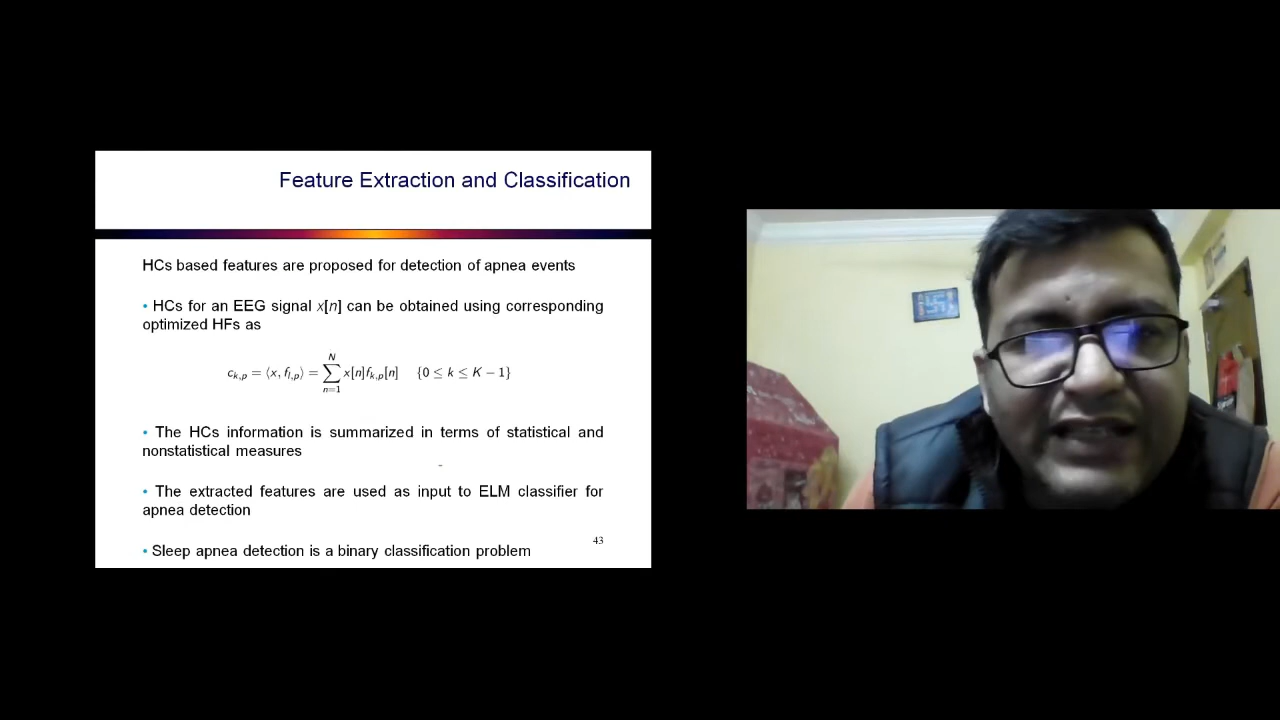 Feature Extraction and Classification
HCs based features are proposed for detection of apnea events
• HCs for an EEG signal x[n] can be obtained using corresponding
optimized HFs as
c_{k,p} = ⟨x, f_{l,p}⟩ = ∑_{n=1}^{N} x[n]f_{k,p}[n] {0 ≤ k ≤ K − 1}
• The HCs information is summarized in terms of statistical and
nonstatistical measures
• The extracted features are used as input to ELM classifier for
apnea detection
• Sleep apnea detection is a binary classification problem
43